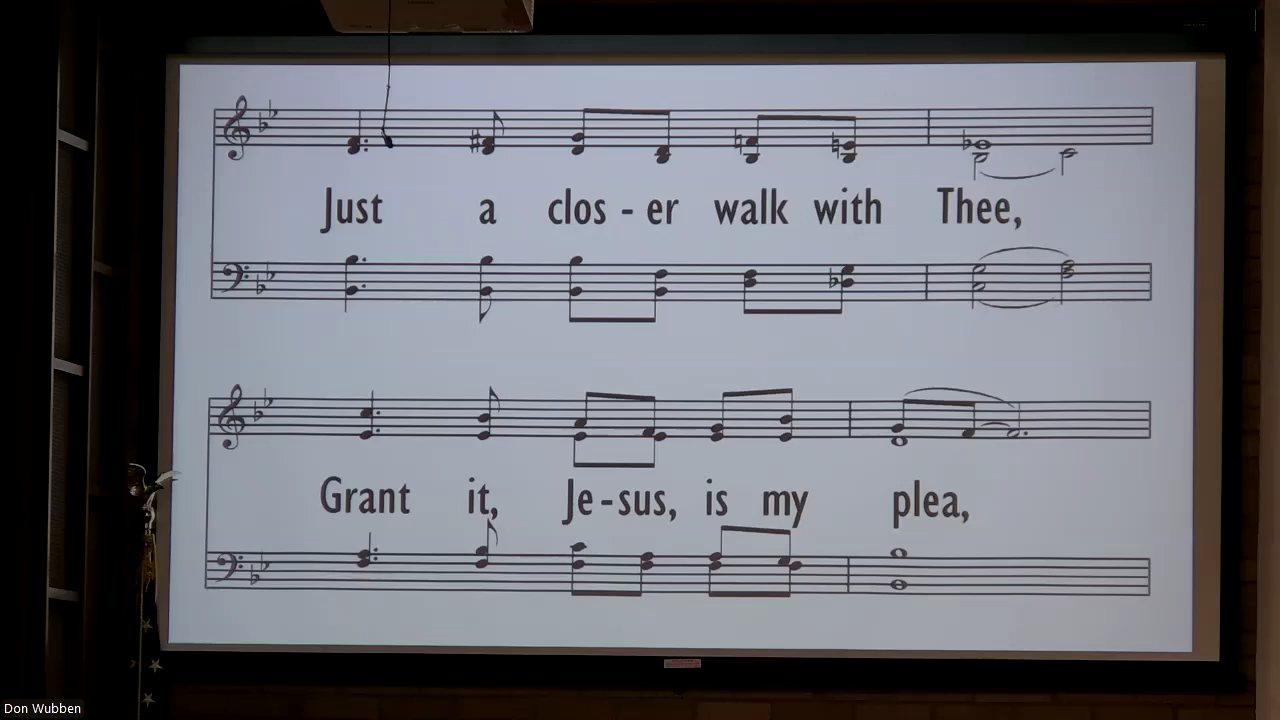 Just a clos - er walk with Thee,
Grant it, Je - sus, is my plea,
Don Wubben